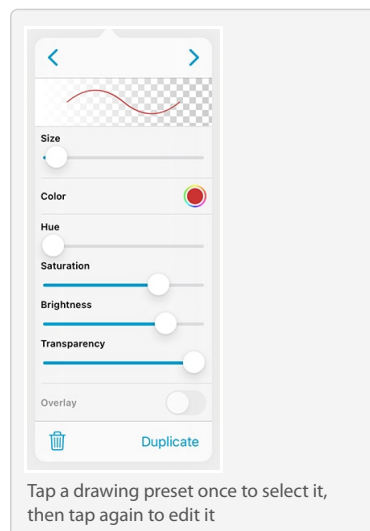 Size
Color
Hue
Saturation
Brightness
Transparency
Overlay
Duplicate
Tap a drawing preset once to select it,
then tap again to edit it